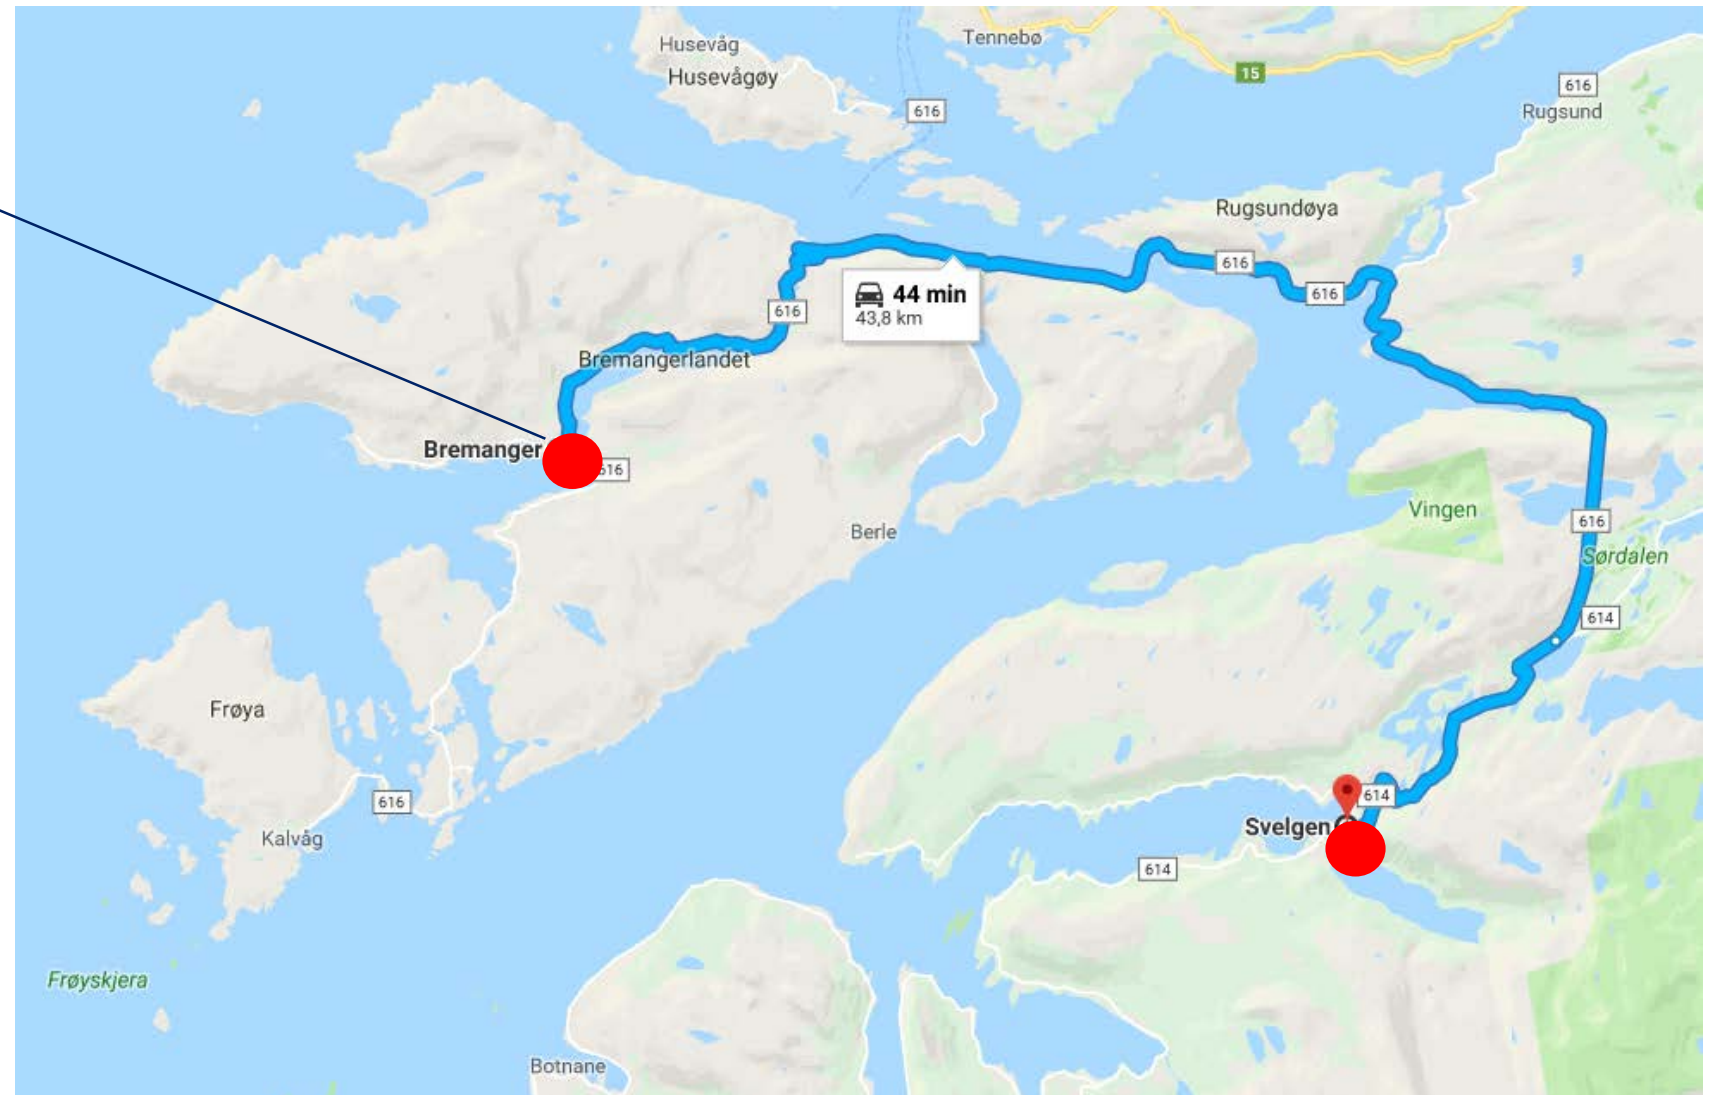 Husevåg
Husevågøy
Tennebø
15
616
Rugsund
616
Rugsundøya
616
616
44 min
43,8 km
616
Bremangerlandet
Bremanger
616
Berle
Vingen
616
Sørdalen
614
Frøya
616
Kalvåg
614
Svelgen
614
Frøyskjera
Botnane